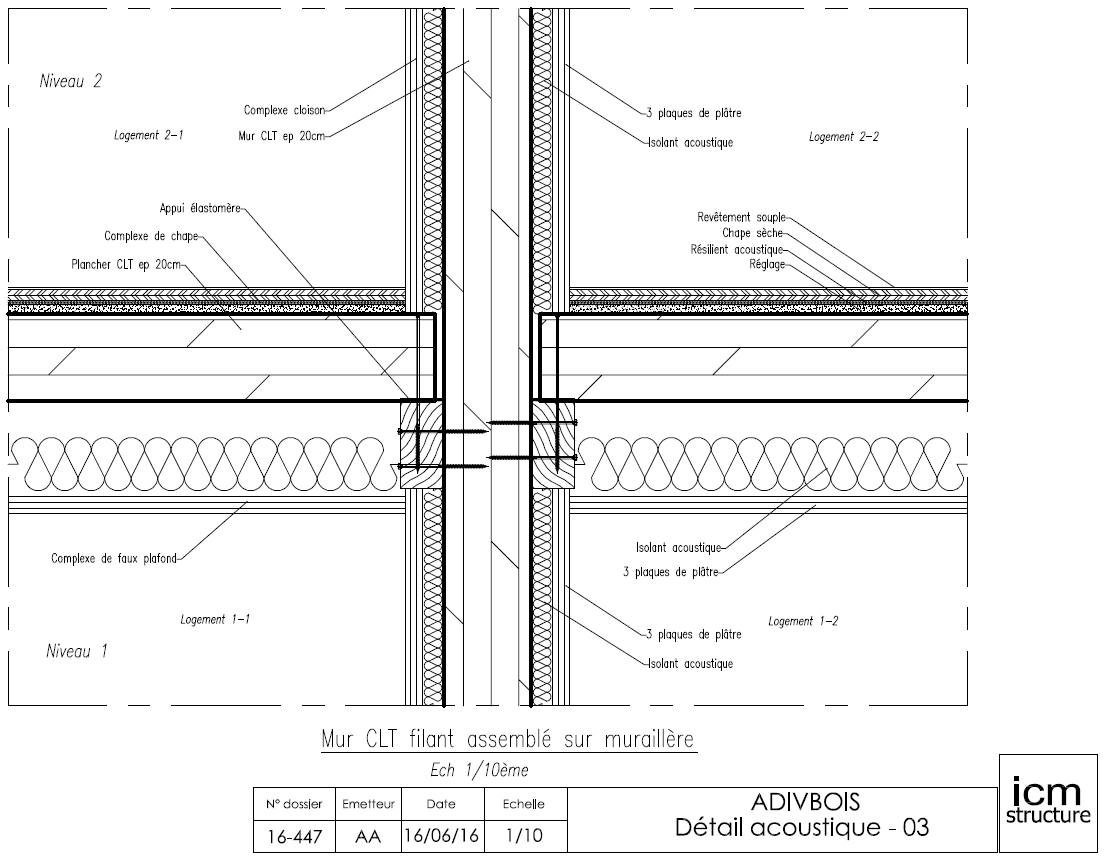 Niveau 2
Complexe cloison
Mur CLT ep 20cm
Logement 2-1
3 plaques de plâtre
Isolant acoustique
Logement 2-2
Appui élastomère
Complexe de chape
Plancher CLT ep 20cm
Revêtement souple
Chape sèche
Résilient acoustique
Réglage
Complexe de faux plafond
Isolant acoustique
3 plaques de plâtre
Logement 1-1
Logement 1-2
3 plaques de plâtre
Isolant acoustique
Niveau 1
Mur CLT filant assemblé sur muraillère
Ech 1/10ème
N° dossier
Emetteur
Date
Echelle
16-447
AA
16/06/16
1/10
ADIVBOIS
Détail acoustique - 03
icm
structure